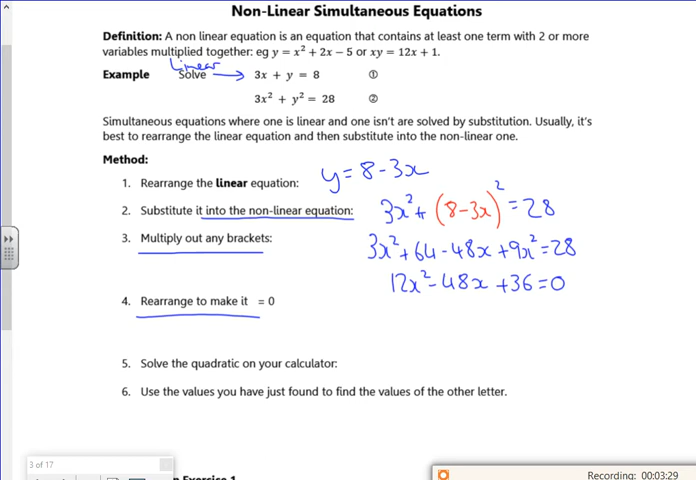 Non-Linear Simultaneous Equations
Definition: A non linear equation is an equation that contains at least one term with 2 or more
variables multiplied together: eg y = x² + 2x − 5 or xy = 12x + 1.
Linear
Example Solve → 3x + y = 8 ①
3x² + y² = 28 ②
Simultaneous equations where one is linear and one isn't are solved by substitution. Usually, it's
best to rearrange the linear equation and then substitute into the non-linear one.
Method:
1. Rearrange the linear equation: y = 8 - 3x
2. Substitute it into the non-linear equation: 3x² + (8-3x)² = 28
3. Multiply out any brackets: 3x² + 64 - 48x + 9x² = 28
12x² - 48x + 36 = 0
4. Rearrange to make it = 0
5. Solve the quadratic on your calculator:
6. Use the values you have just found to find the values of the other letter.
3 of 17
Exercise 1
Recording: 00:03:29